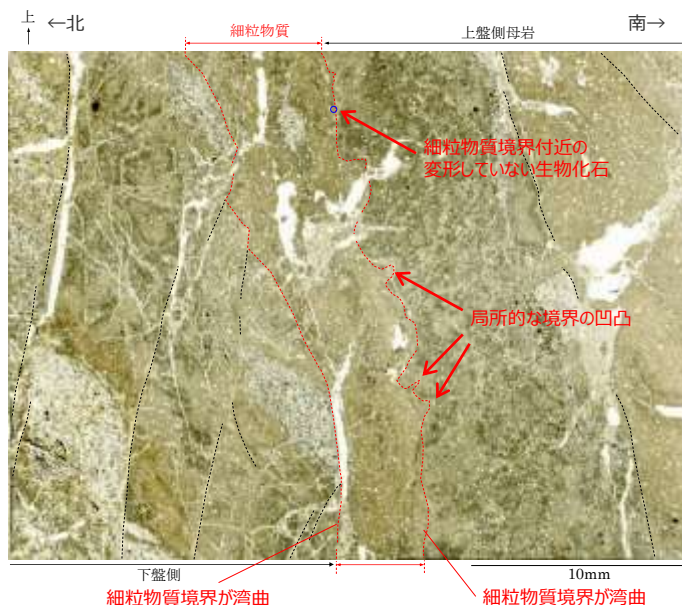 上 ←北
細粒物質
上盤側母岩
南→
細粒物質境界付近の
変形していない生物化石
局所的な境界の凹凸
下盤側
10mm
細粒物質境界が湾曲
細粒物質境界が湾曲